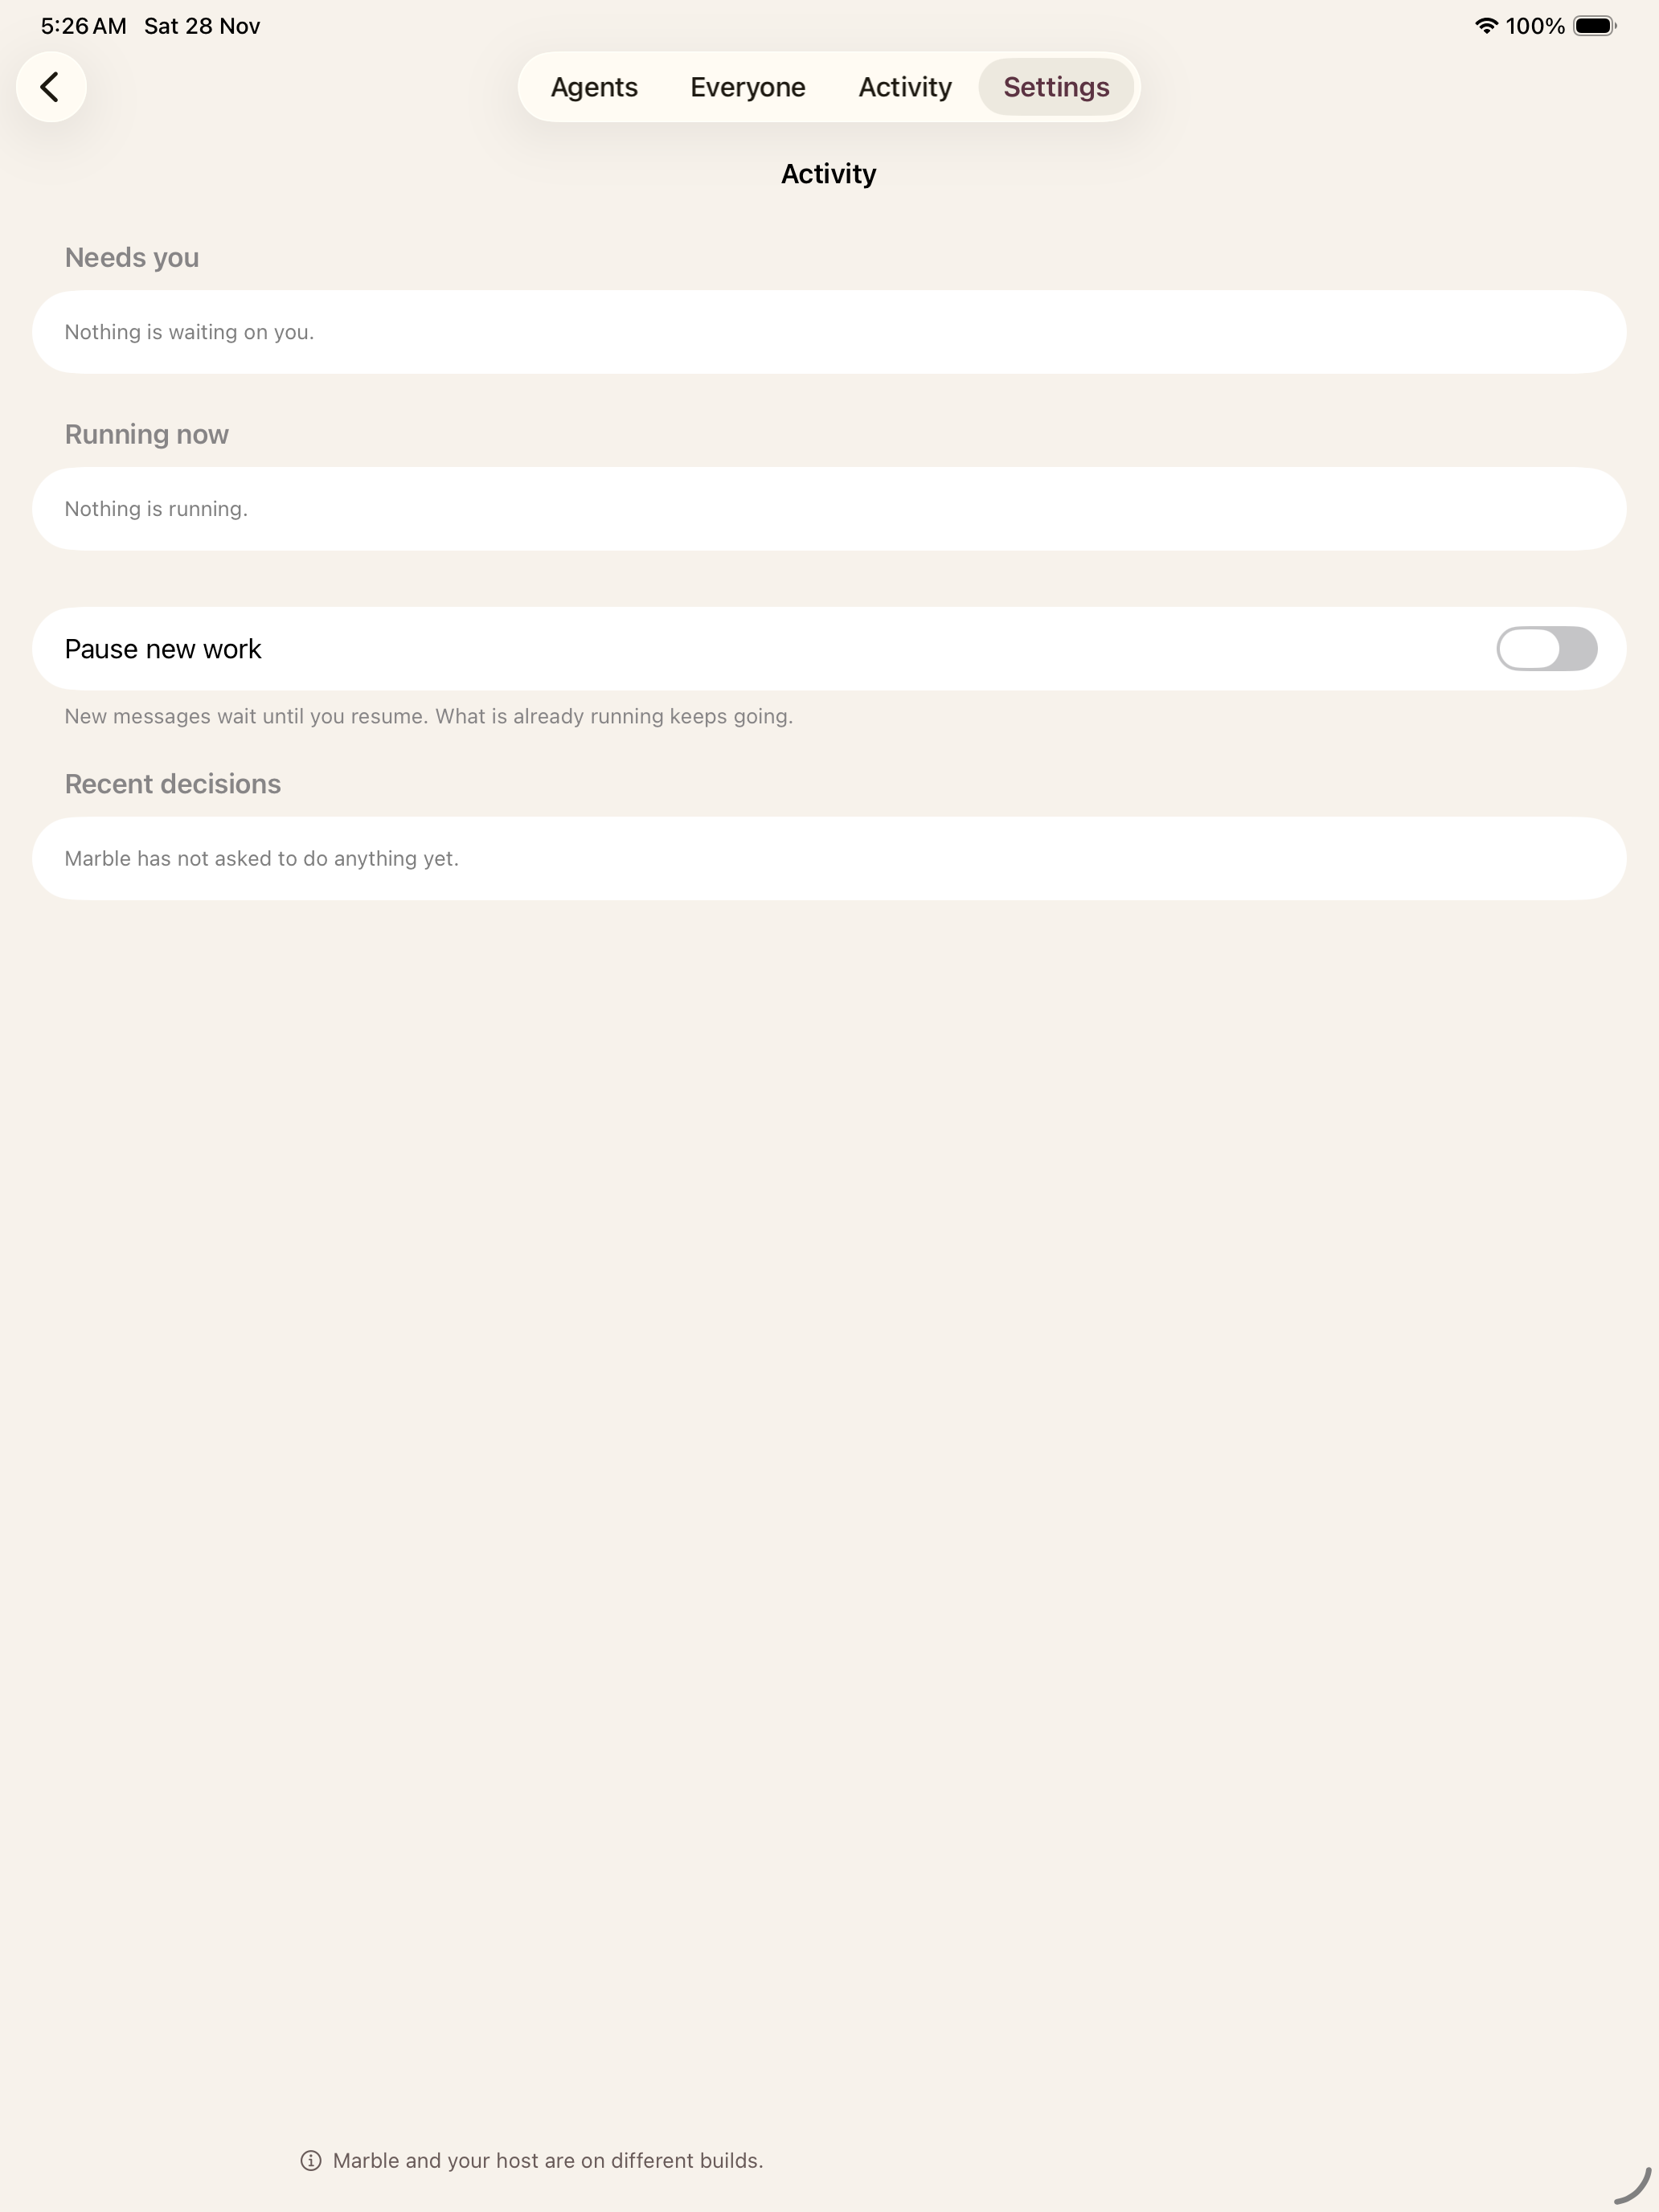 5:26 AM Sat 28 Nov
100%
Agents Everyone Activity Settings
Activity
Needs you
Nothing is waiting on you.
Running now
Nothing is running.
Pause new work
New messages wait until you resume. What is already running keeps going.
Recent decisions
Marble has not asked to do anything yet.
Marble and your host are on different builds.